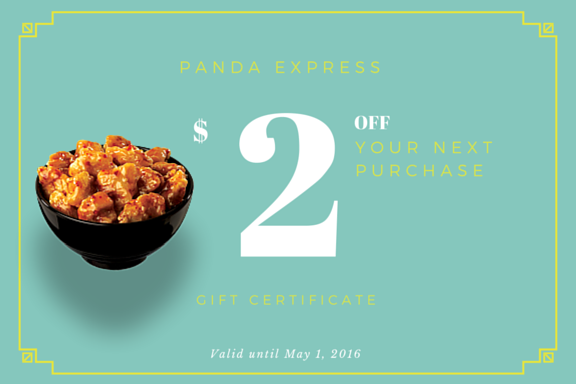 PANDA EXPRESS
$2 OFF
YOUR NEXT
PURCHASE
GIFT CERTIFICATE
Valid until May 1, 2016